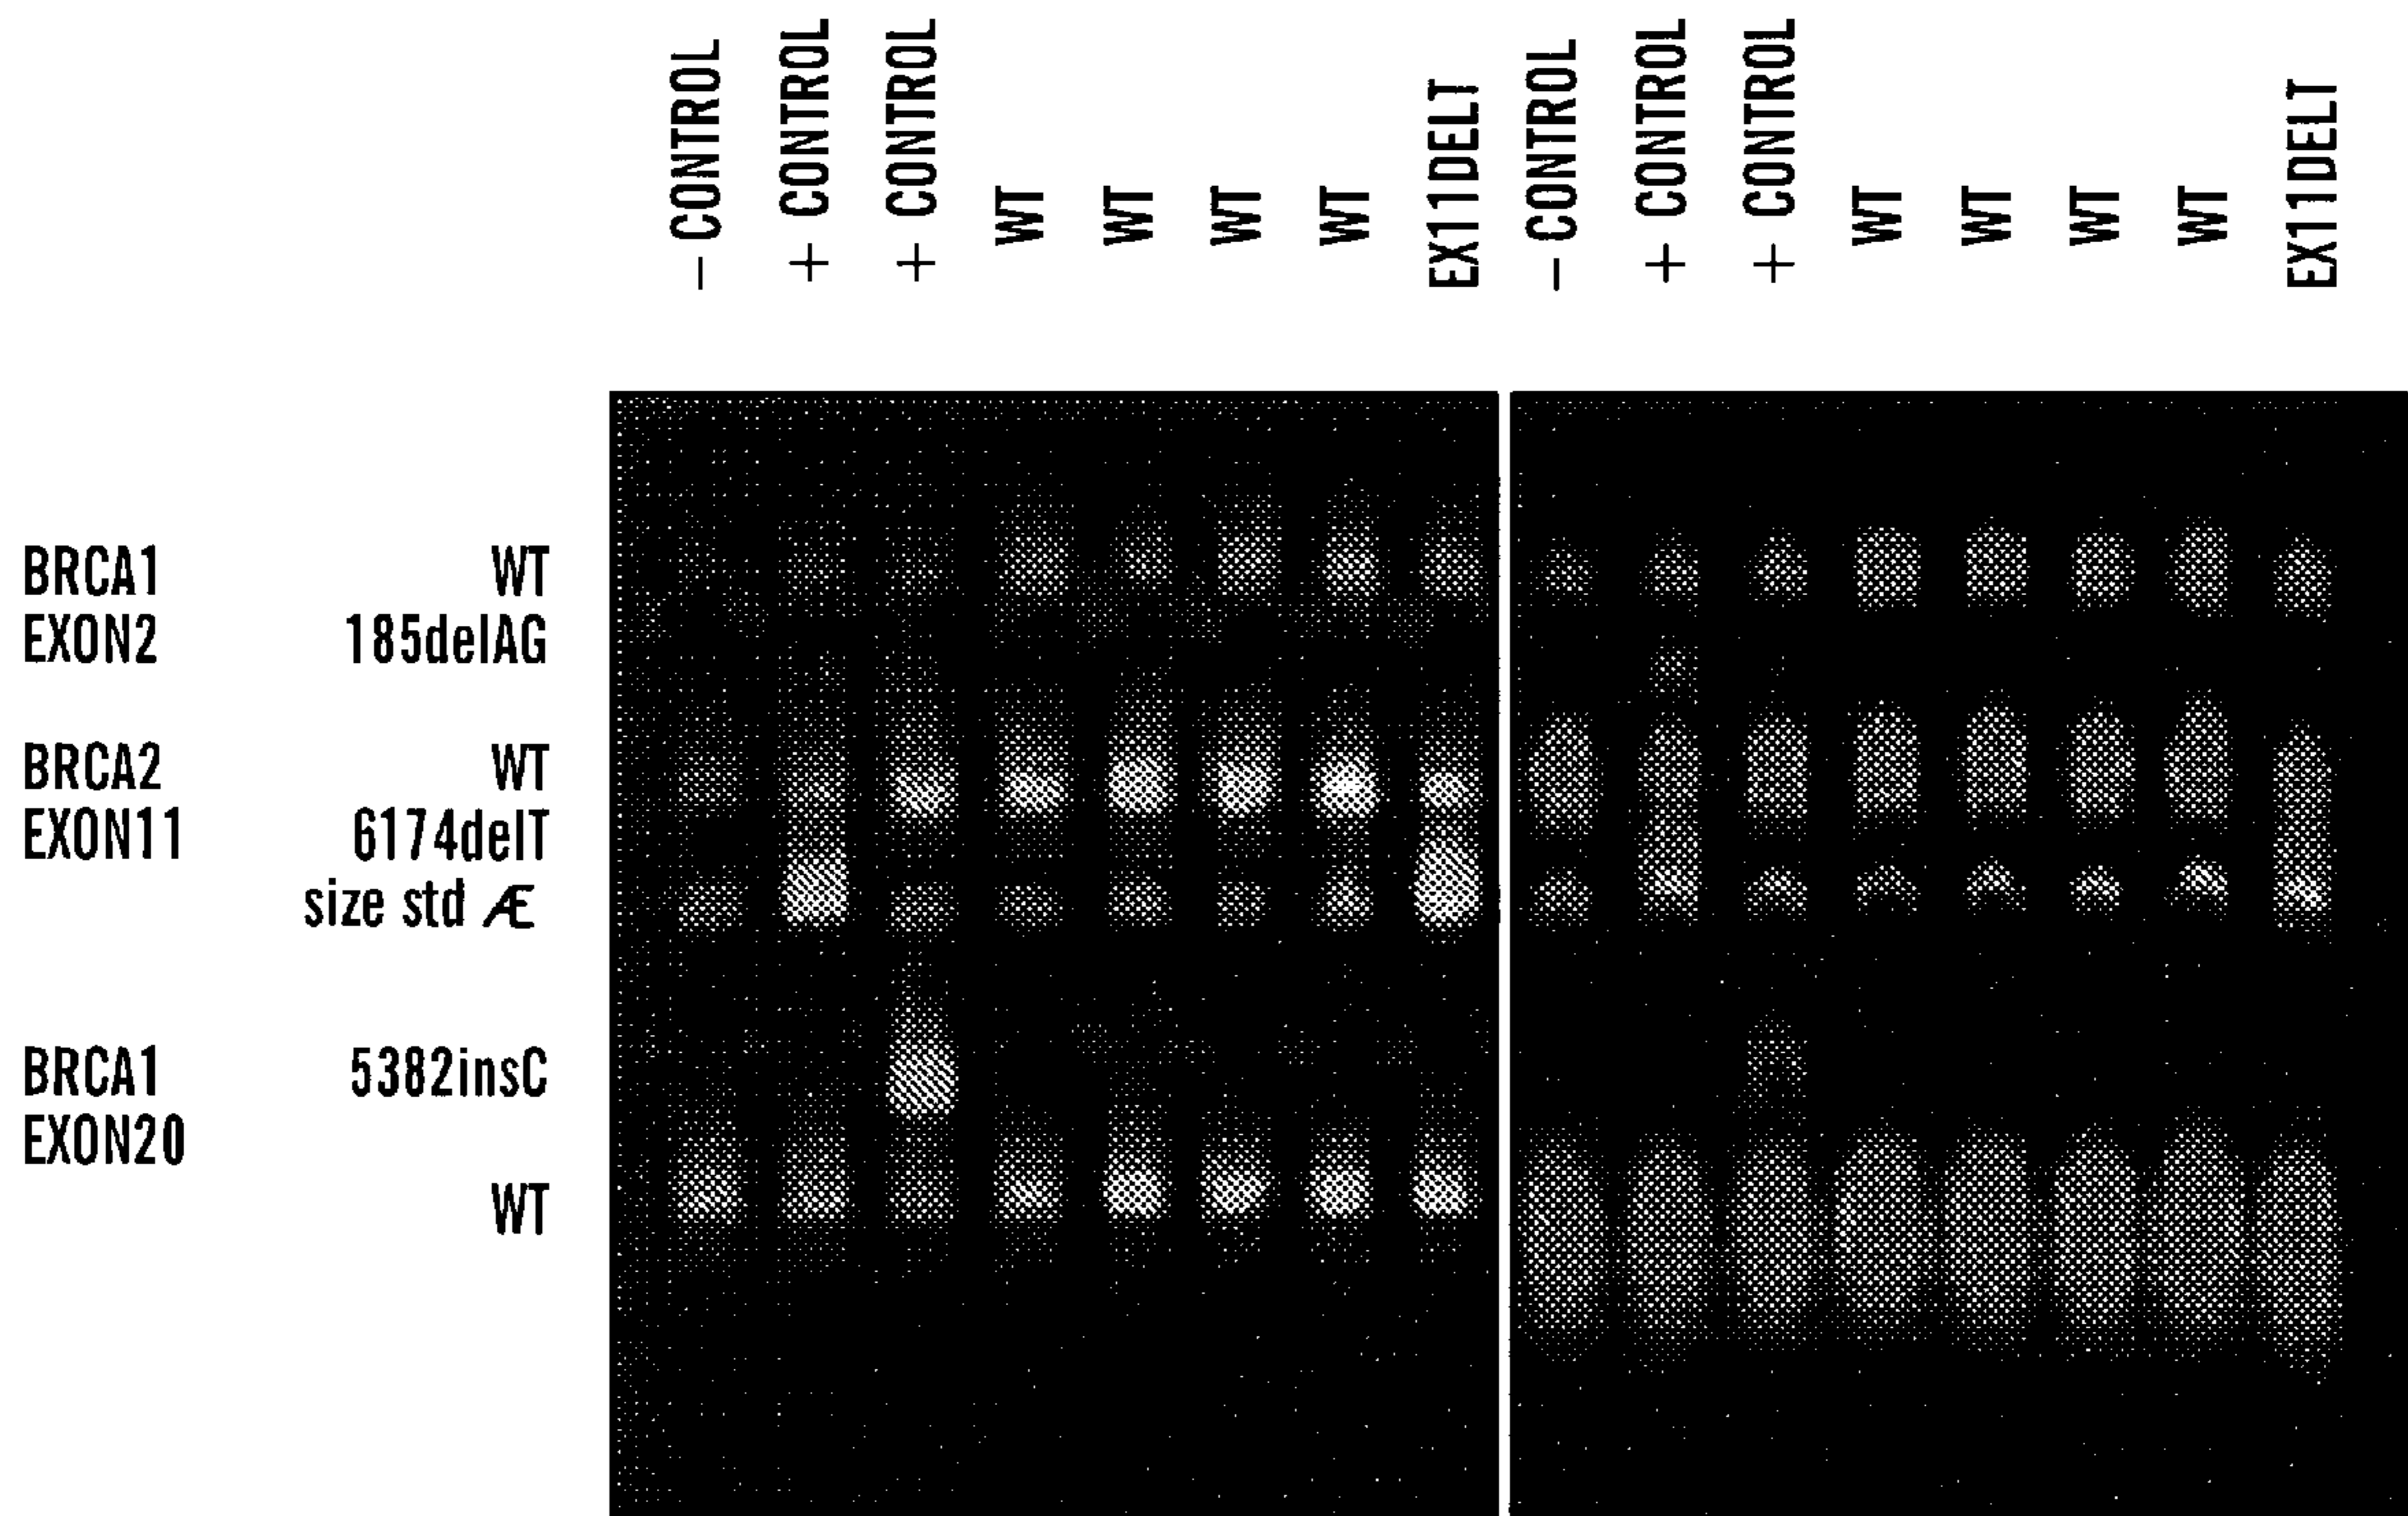 - CONTROL
+ CONTROL
+ CONTROL
WT
WT
WT
WT
EX11DELT
- CONTROL
+ CONTROL
+ CONTROL
WT
WT
WT
WT
EX11DELT
BRCA1 WT
EXON2 185delAG
BRCA2 WT
EXON11 6174delT
size std Æ
BRCA1 5382insC
EXON20
WT